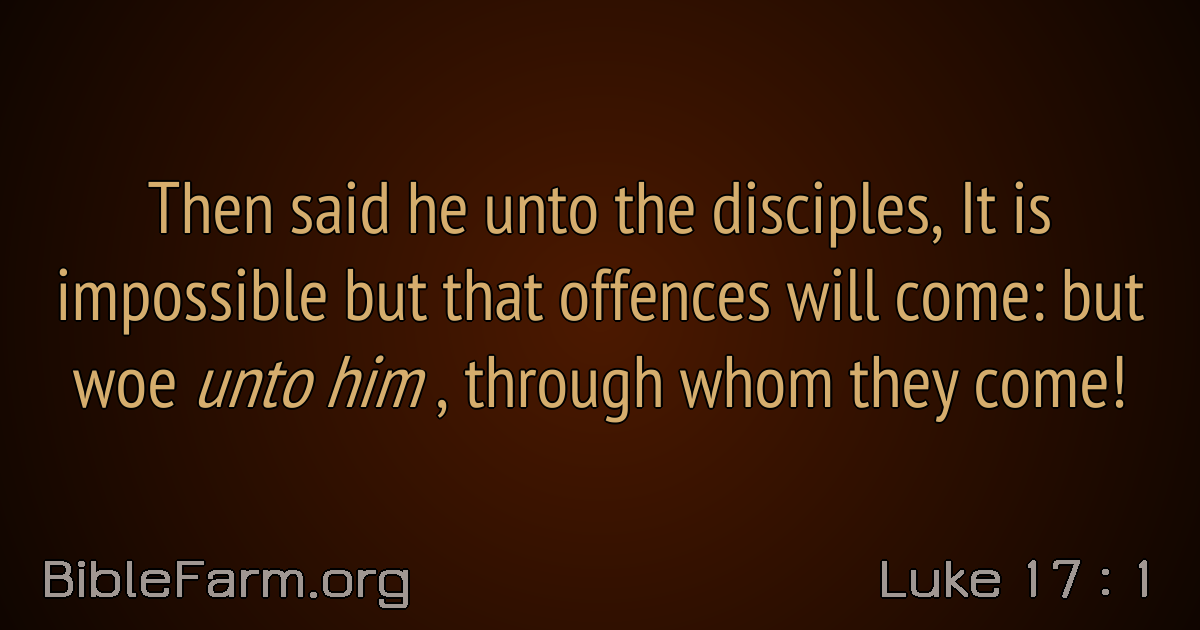 Then said he unto the disciples, It is
impossible but that offences will come: but
woe unto him , through whom they come!
BibleFarm.org
Luke 17 : 1